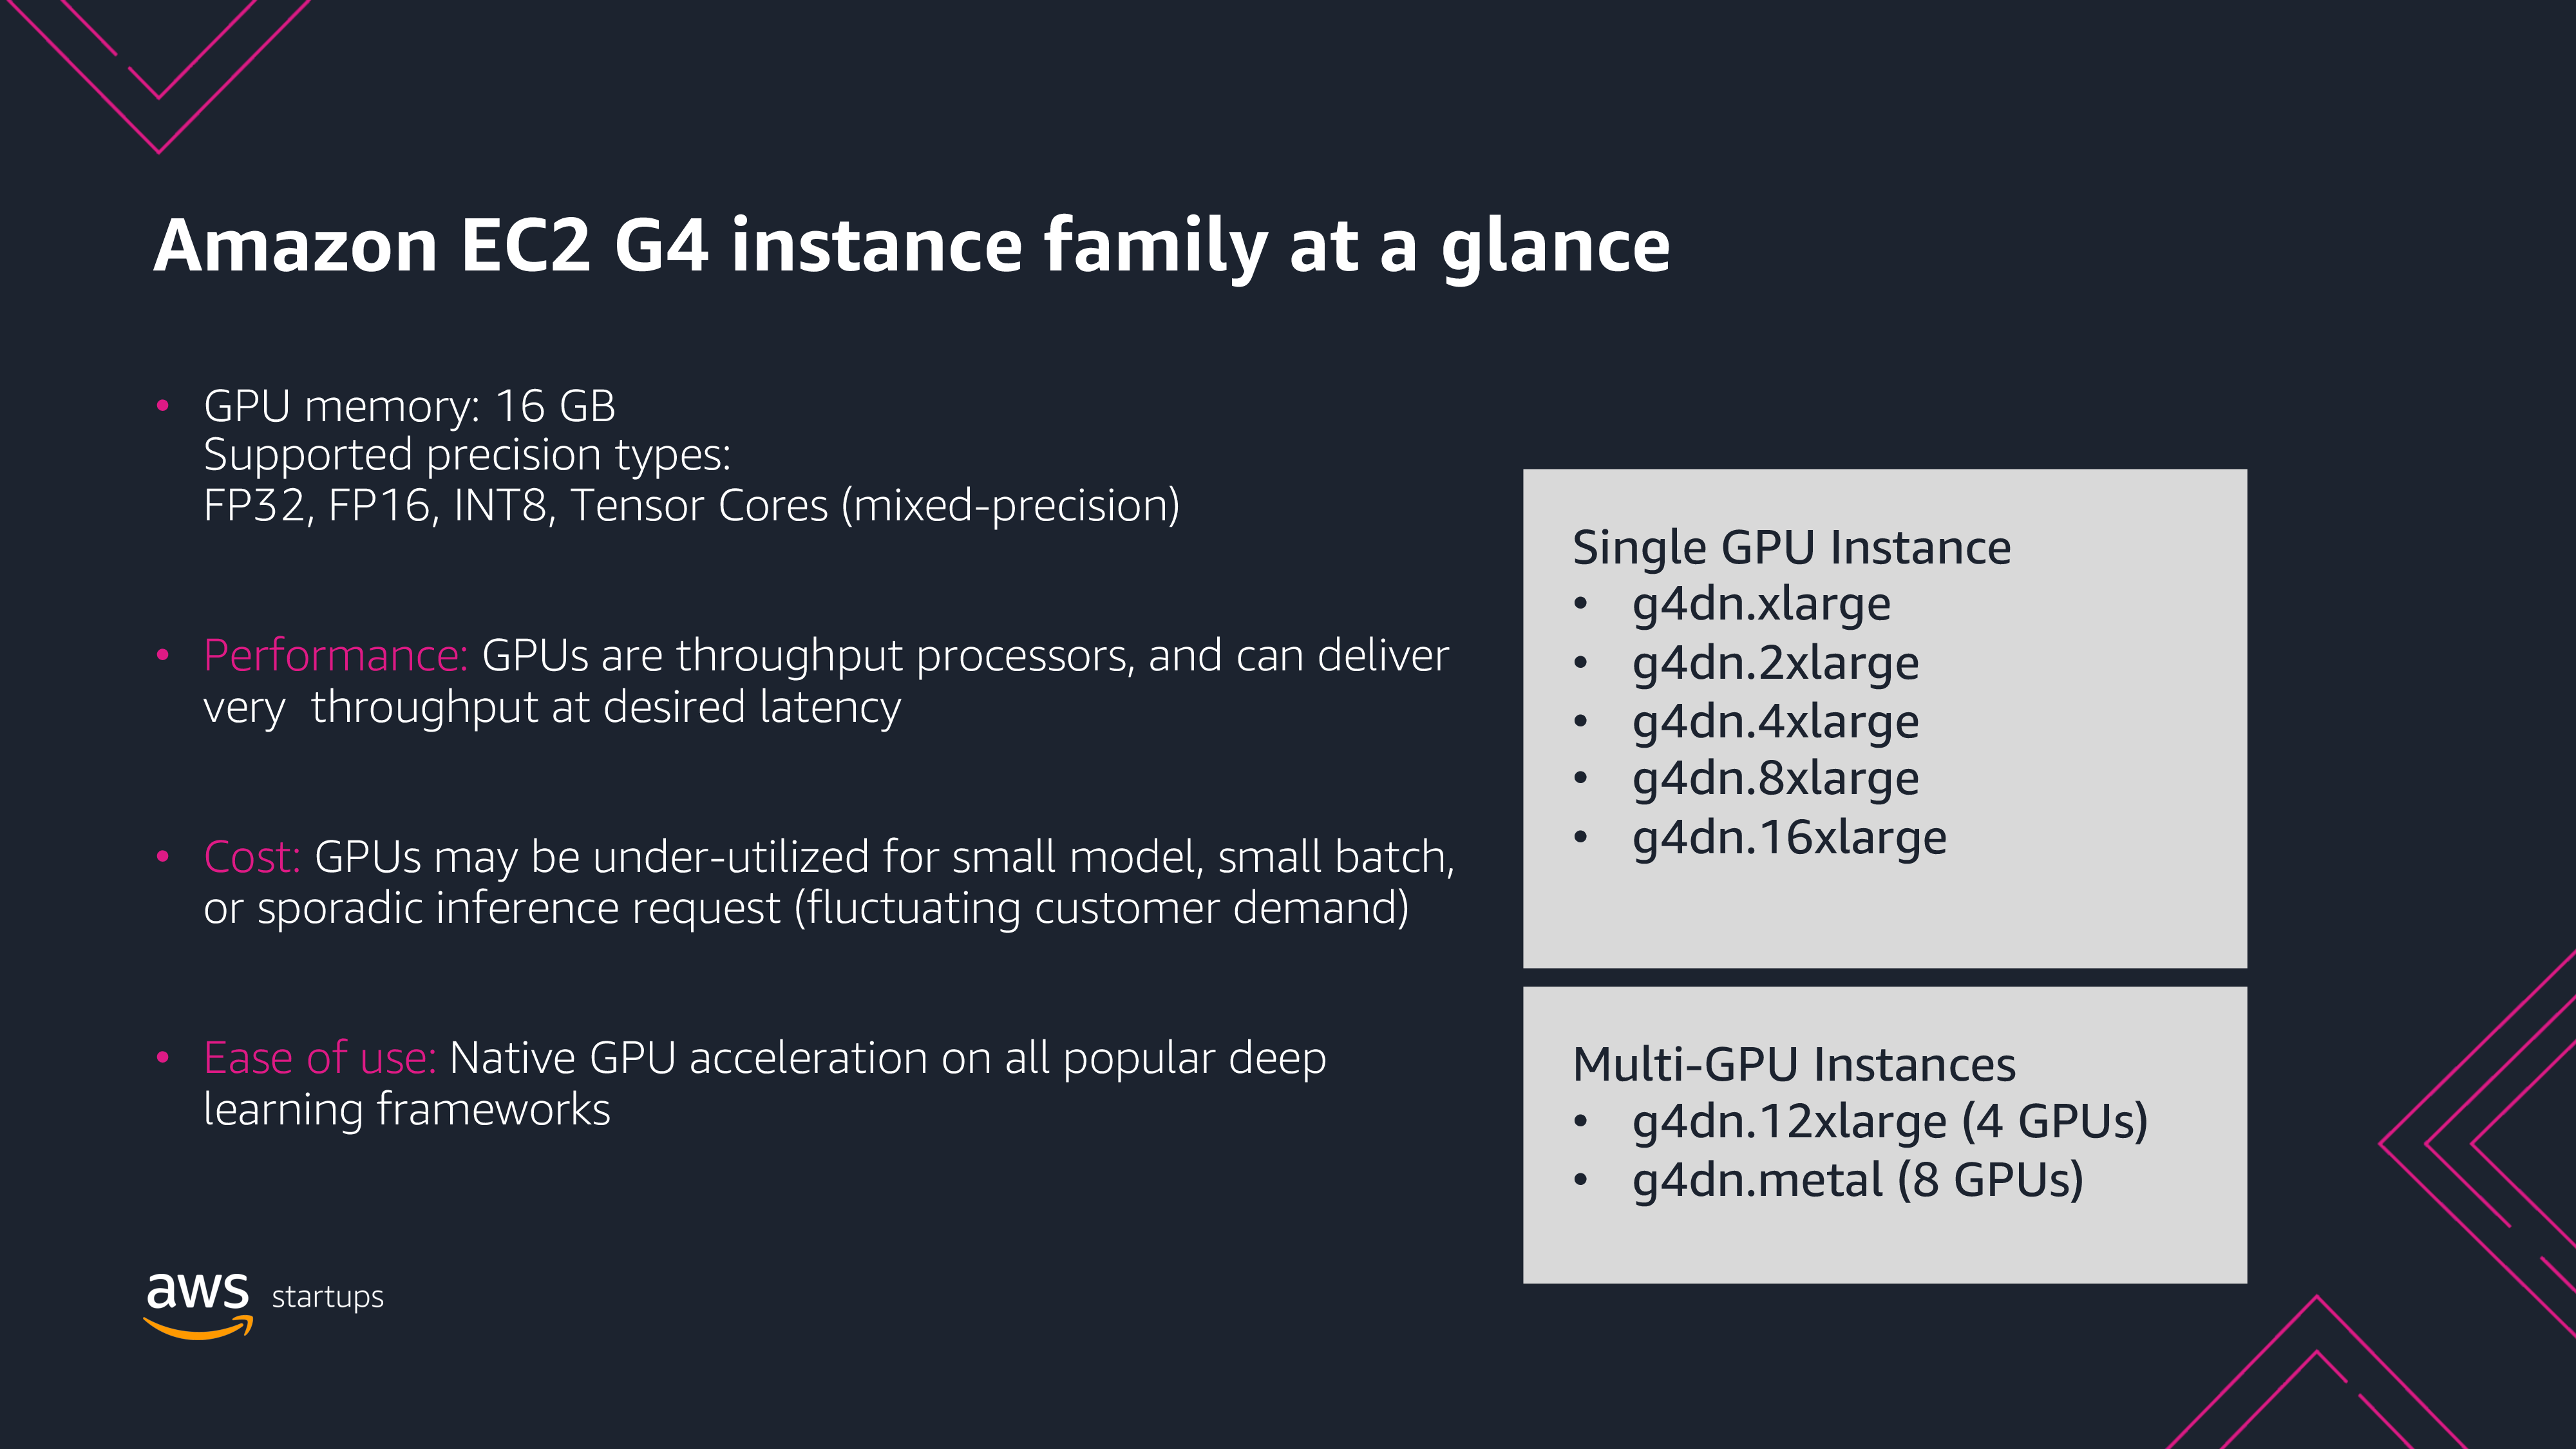 Amazon EC2 G4 instance family at a glance
• GPU memory: 16 GB
Supported precision types:
FP32, FP16, INT8, Tensor Cores (mixed-precision)
• Performance: GPUs are throughput processors, and can deliver
very  throughput at desired latency
• Cost: GPUs may be under-utilized for small model, small batch,
or sporadic inference request (fluctuating customer demand)
• Ease of use: Native GPU acceleration on all popular deep
learning frameworks
Single GPU Instance
• g4dn.xlarge
• g4dn.2xlarge
• g4dn.4xlarge
• g4dn.8xlarge
• g4dn.16xlarge
Multi-GPU Instances
• g4dn.12xlarge (4 GPUs)
• g4dn.metal (8 GPUs)
aws startups